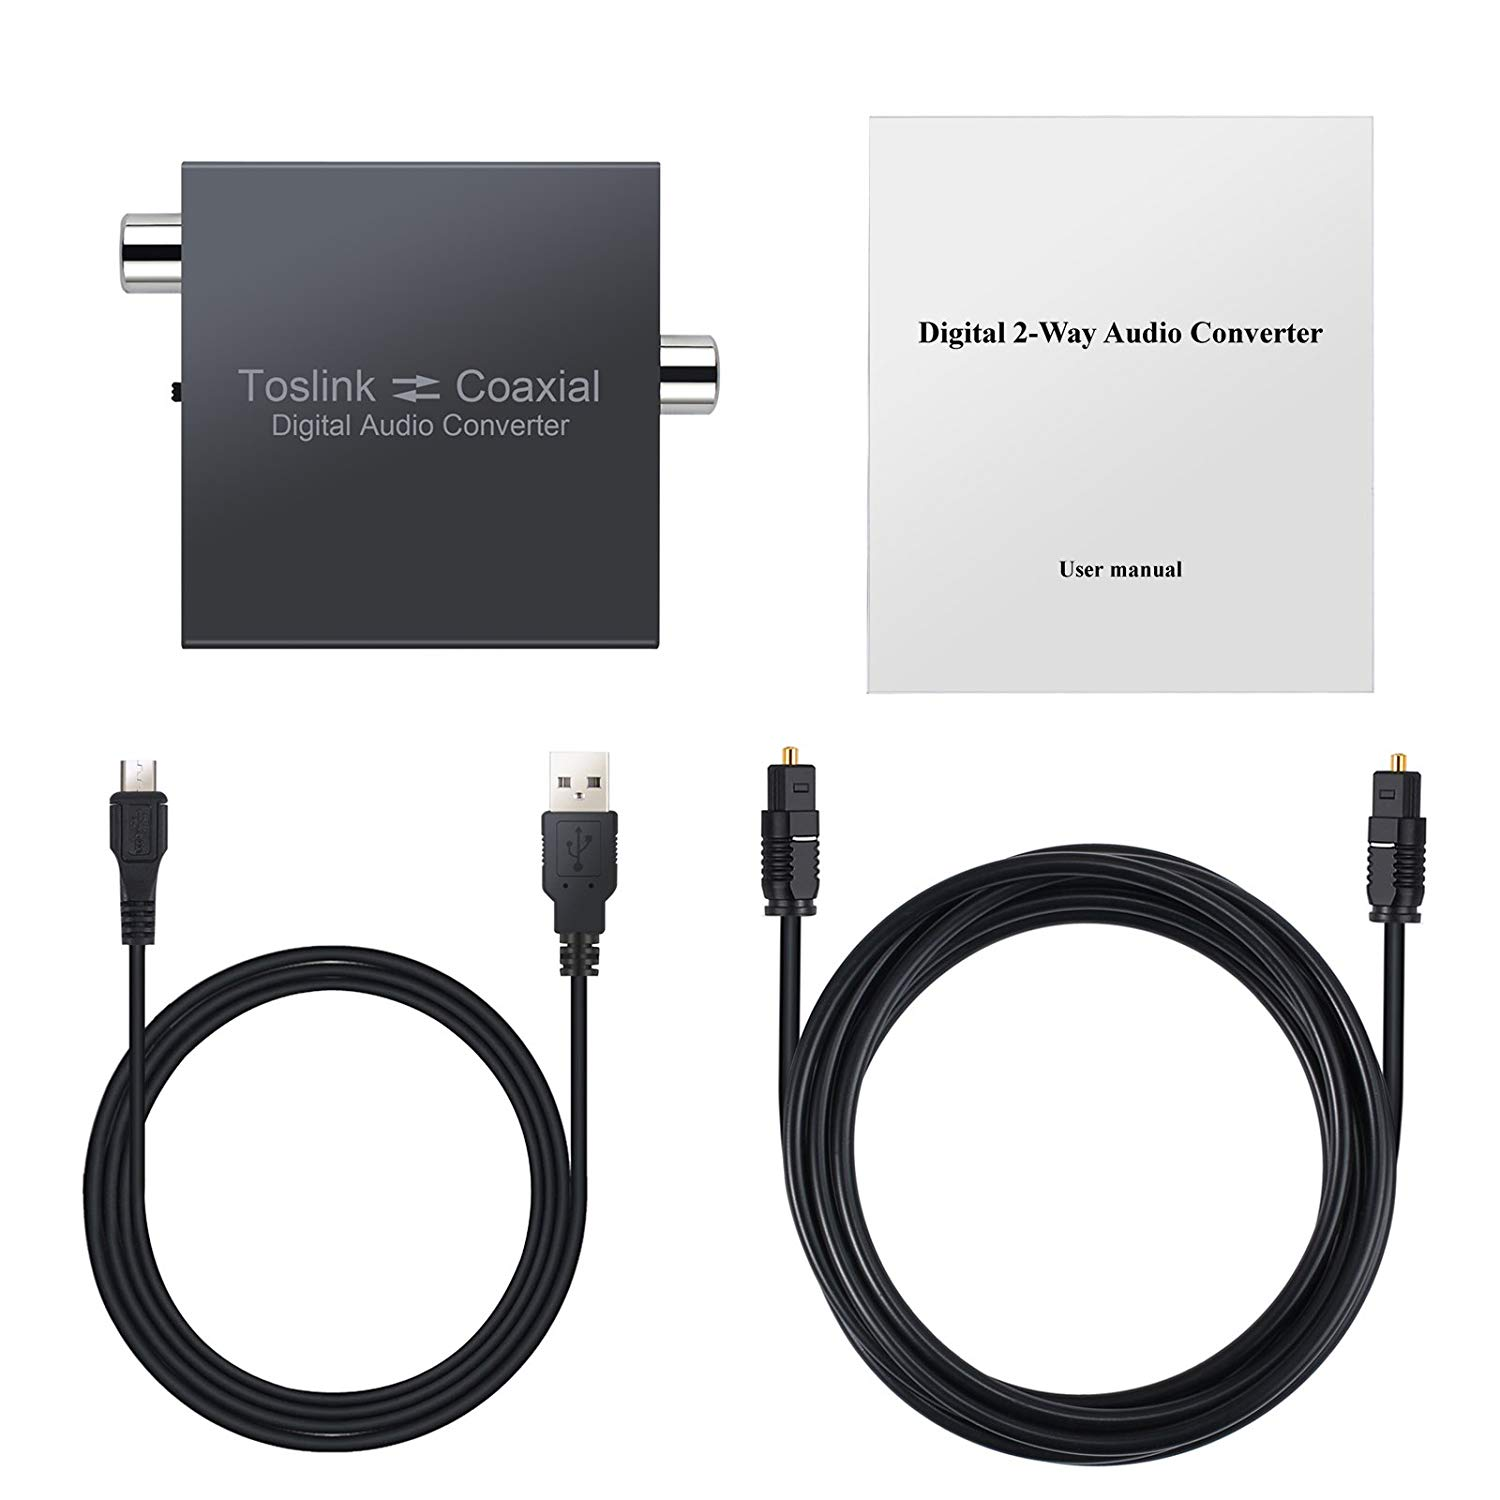 Toslink ⇄ Coaxial
Digital Audio Converter
Digital 2-Way Audio Converter
User manual